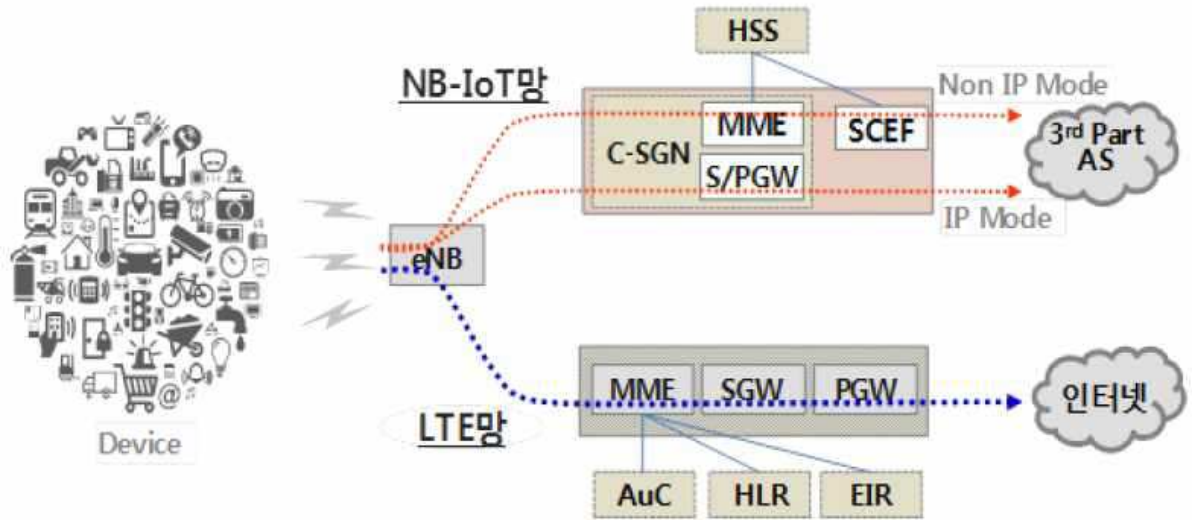 HSS
NB-IoT망
Non IP Mode
MME
SCEF
C-SGN
S/PGW
3rd Part
AS
IP Mode
eNB
MME
SGW
PGW
인터넷
LTE망
Device
AuC
HLR
EIR